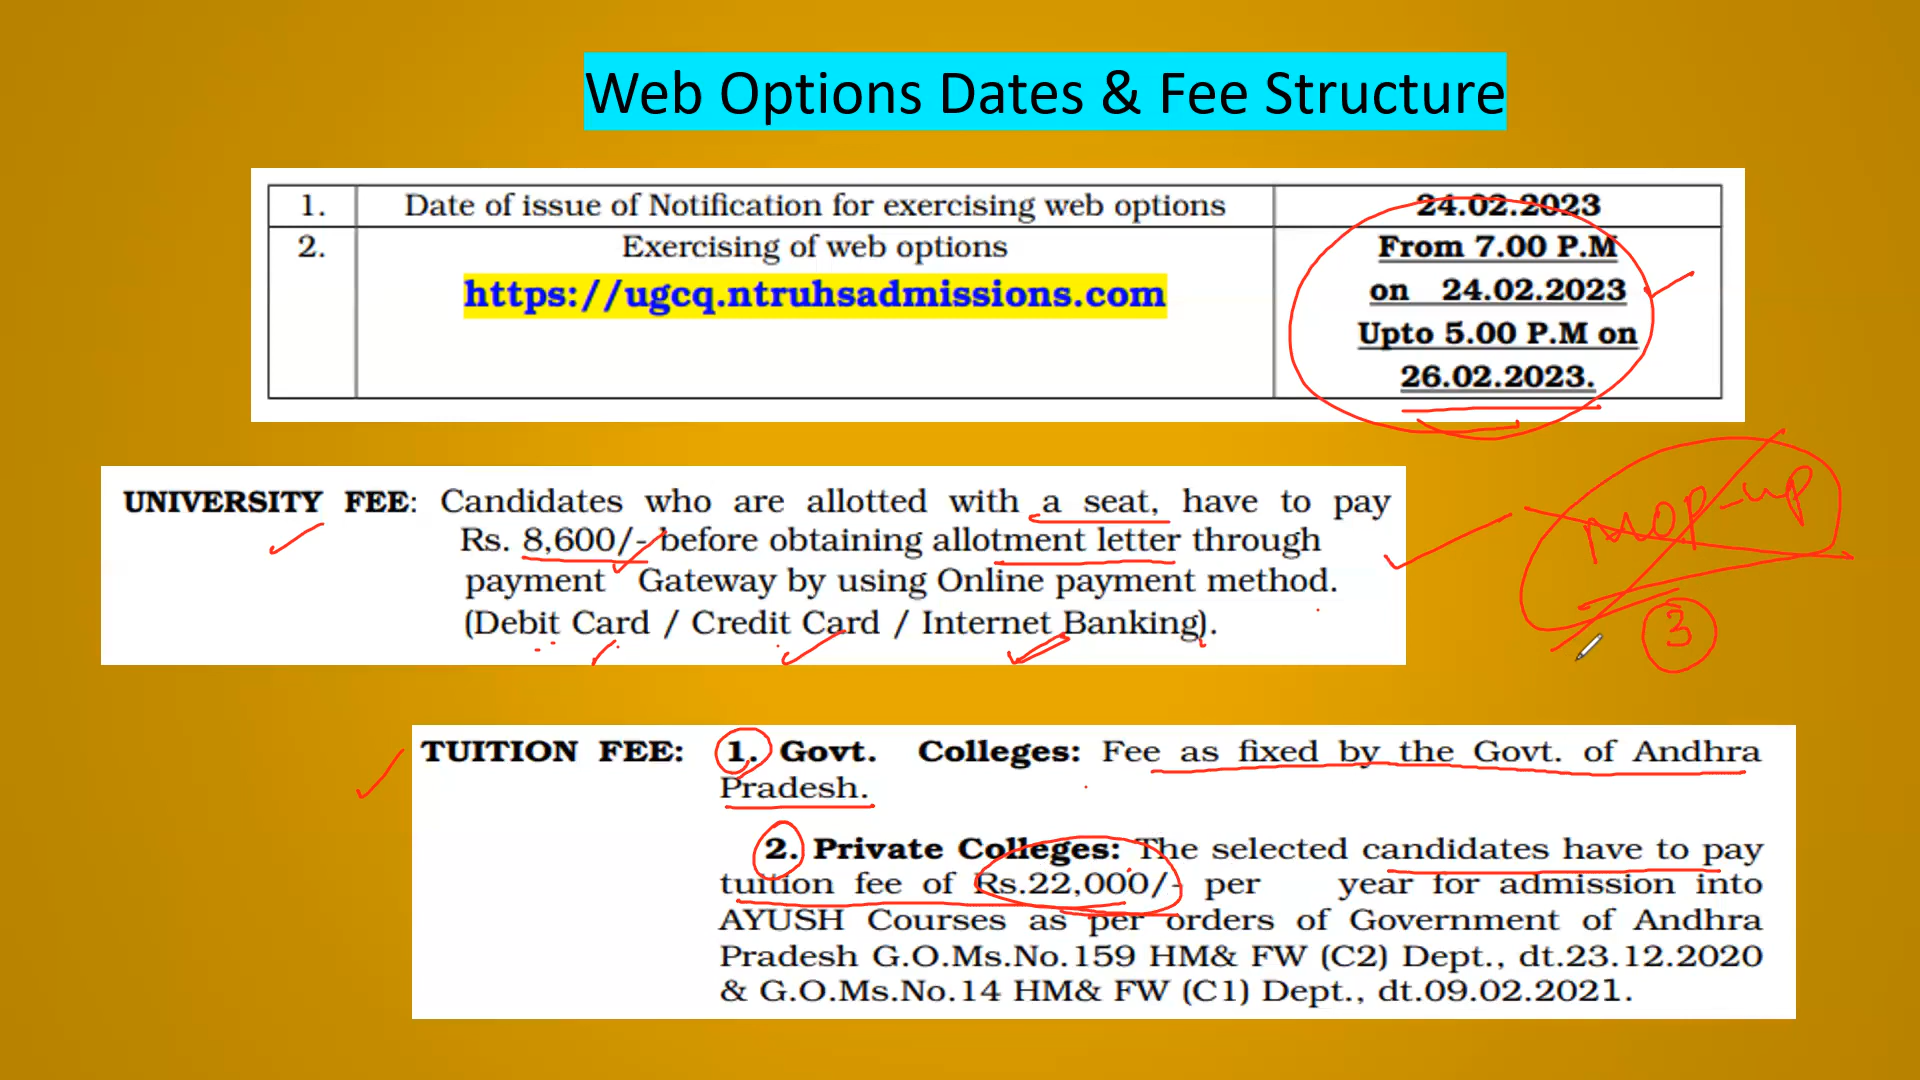 Web Options Dates & Fee Structure
1. Date of issue of Notification for exercising web options 24.02.2023
2. Exercising of web options From 7.00 P.M
https://ugcq.ntruhsadmissions.com on 24.02.2023
Upto 5.00 P.M on
26.02.2023.
UNIVERSITY FEE: Candidates who are allotted with a seat, have to pay
Rs. 8,600/- before obtaining allotment letter through
payment Gateway by using Online payment method.
(Debit Card / Credit Card / Internet Banking).
MOP-up
3
TUITION FEE: 1. Govt. Colleges: Fee as fixed by the Govt. of Andhra
Pradesh.
2. Private Colleges: The selected candidates have to pay
tuition fee of Rs.22,000/- per year for admission into
AYUSH Courses as per orders of Government of Andhra
Pradesh G.O.Ms.No.159 HM& FW (C2) Dept., dt.23.12.2020
& G.O.Ms.No.14 HM& FW (C1) Dept., dt.09.02.2021.